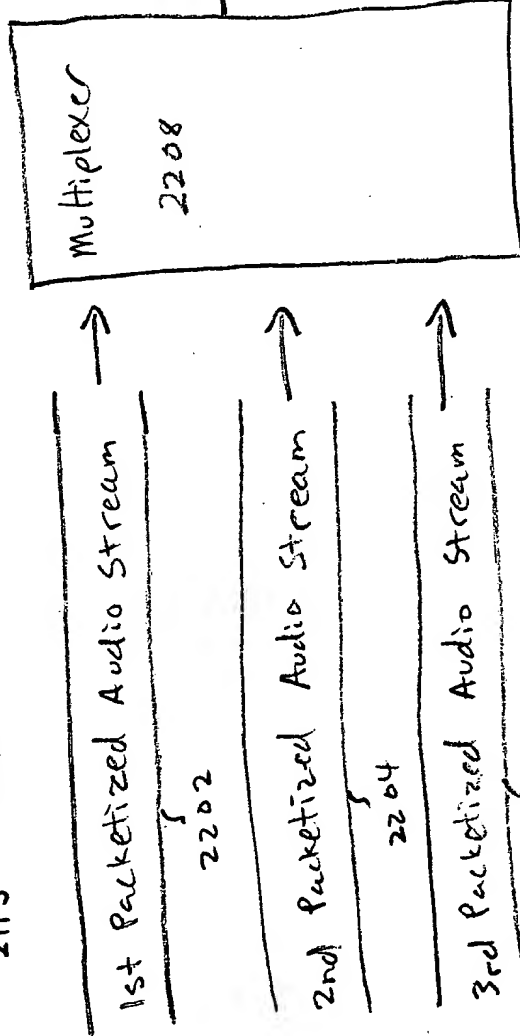 Multiplexer
2208
1st Packetized Audio Stream
2202
2nd Packetized Audio Stream
2204
3rd Packetized Audio Stream